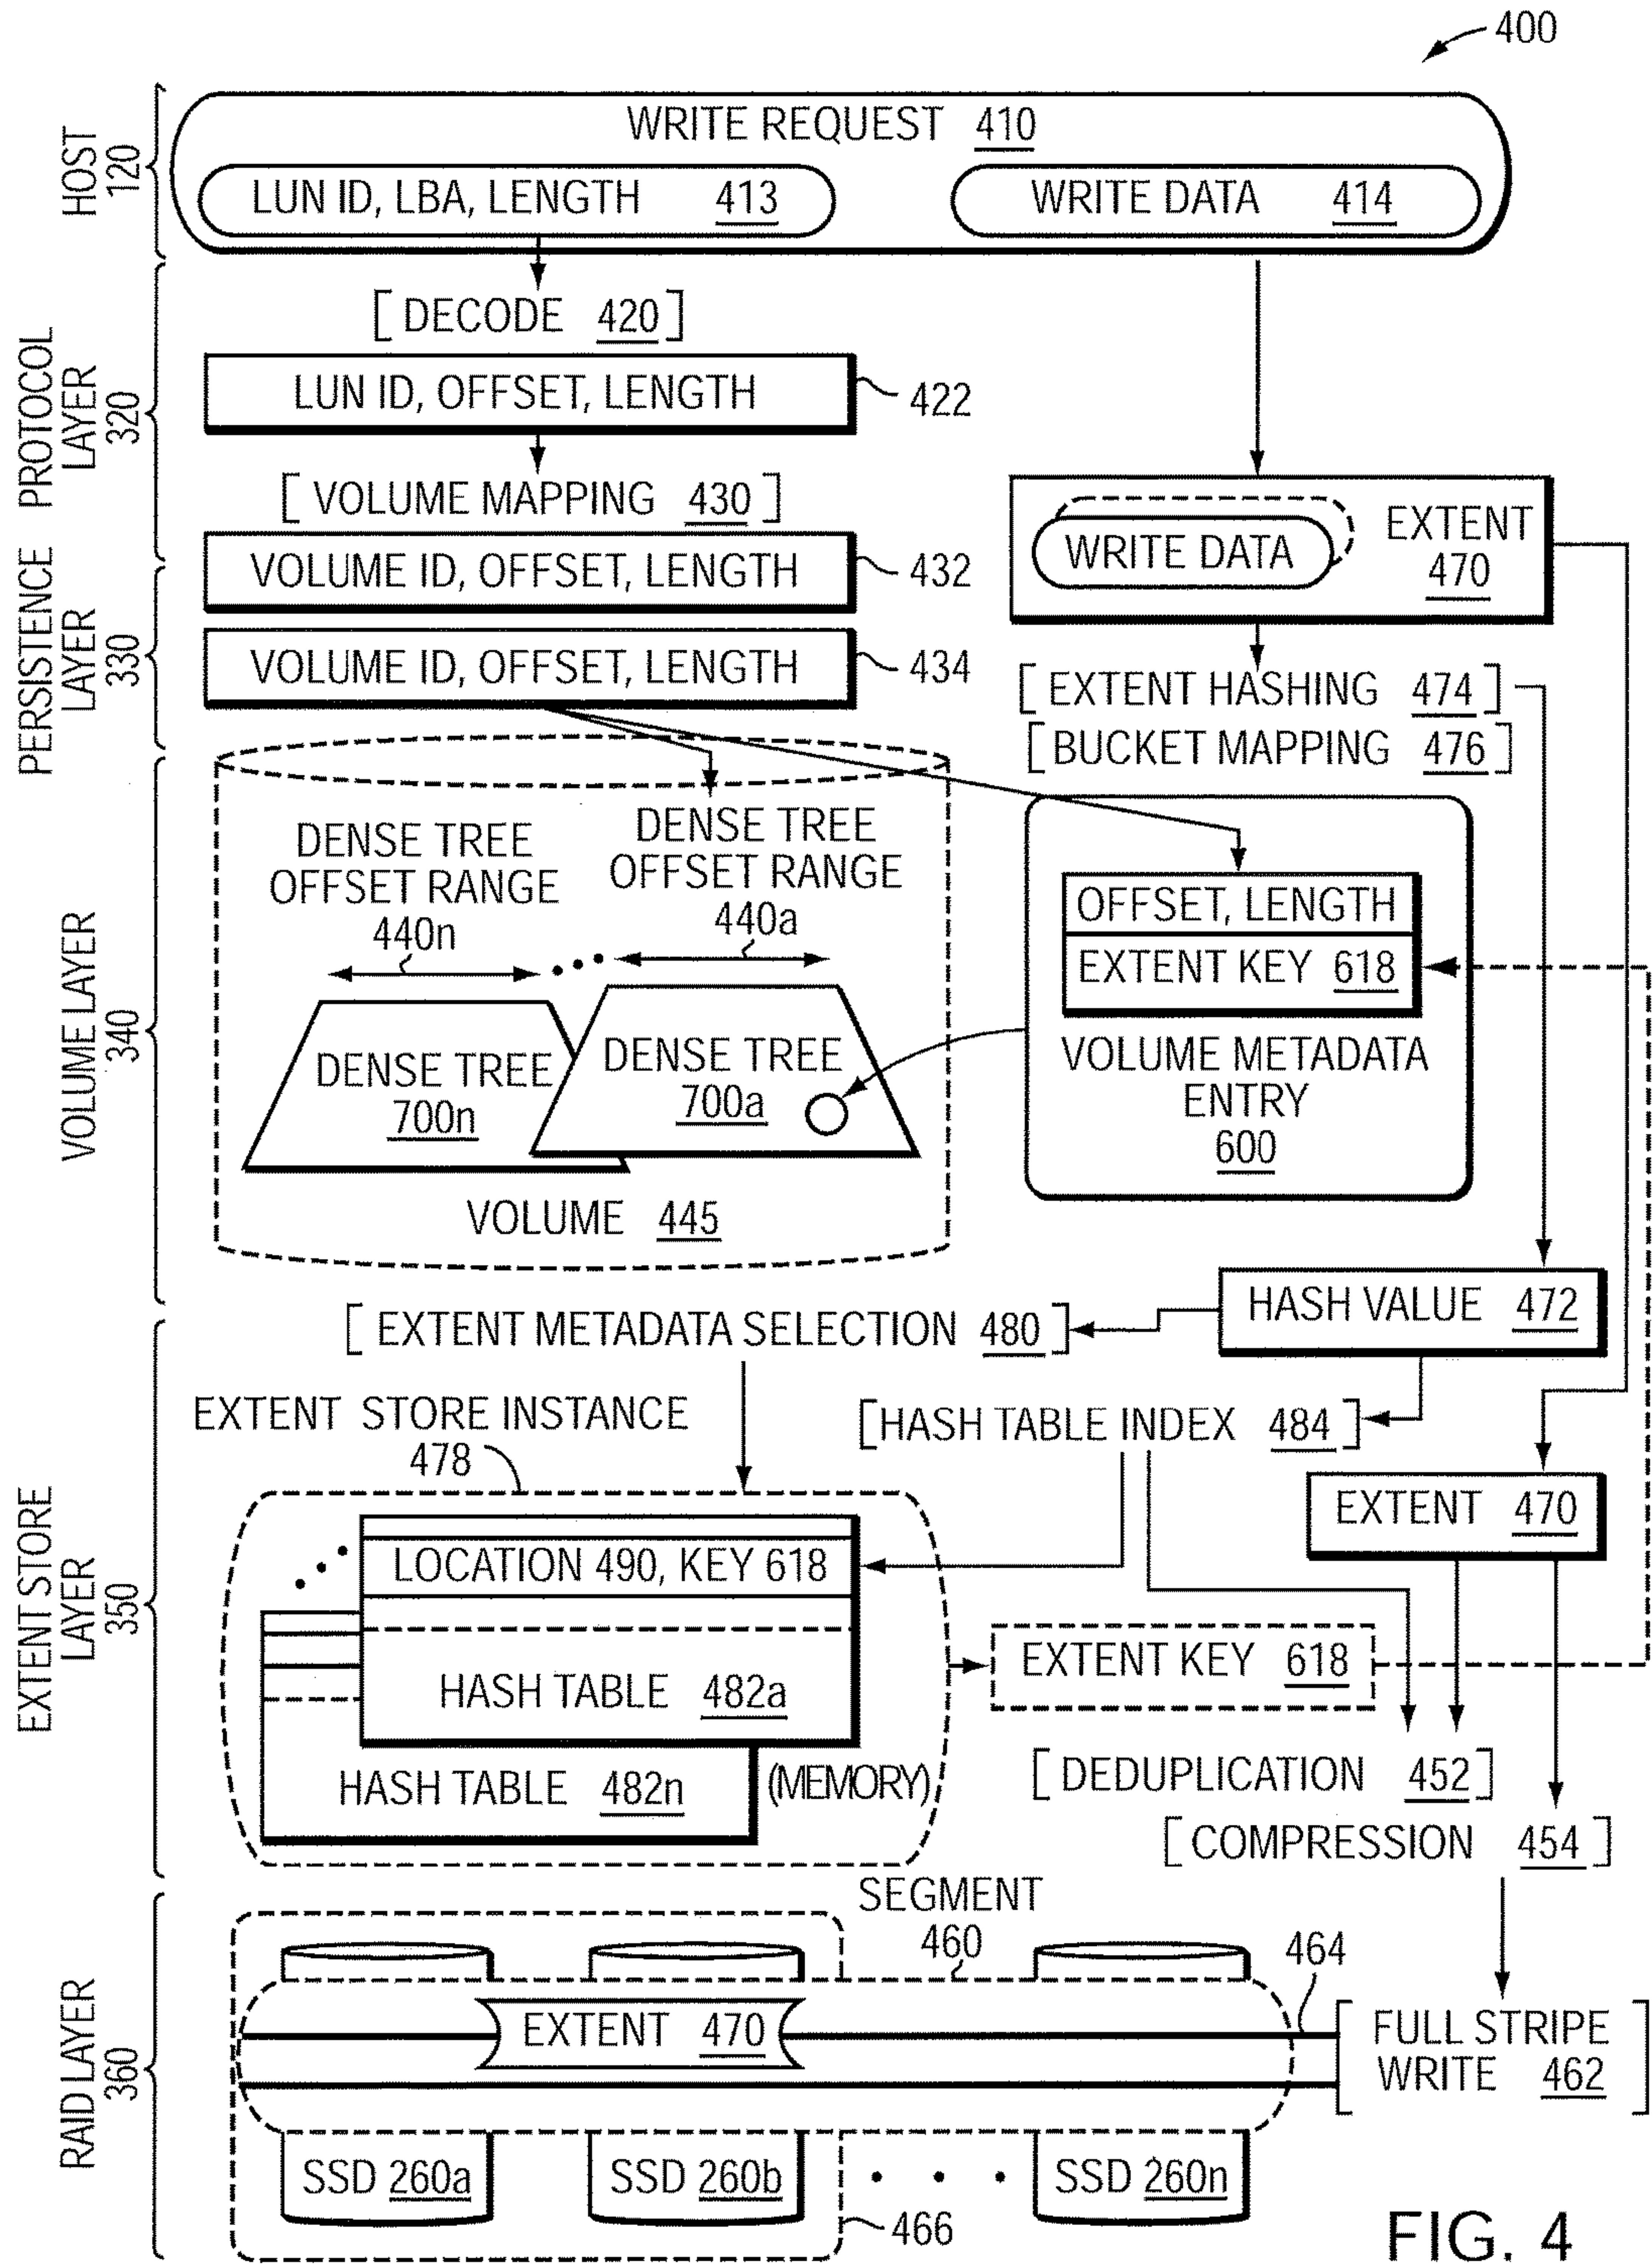 400
HOST
120
WRITE REQUEST 410
LUN ID, LBA, LENGTH 413
WRITE DATA 414
PROTOCOL
LAYER
320
[DECODE 420]
LUN ID, OFFSET, LENGTH
422
[VOLUME MAPPING 430]
VOLUME ID, OFFSET, LENGTH
432
WRITE DATA
EXTENT
470
PERSISTENCE
LAYER
330
VOLUME ID, OFFSET, LENGTH
434
[EXTENT HASHING 474]
[BUCKET MAPPING 476]
VOLUME LAYER
340
DENSE TREE
OFFSET RANGE
440n
DENSE TREE
OFFSET RANGE
440a
DENSE TREE
700n
DENSE TREE
700a
VOLUME 445
OFFSET, LENGTH
EXTENT KEY 618
VOLUME METADATA
ENTRY
600
HASH VALUE 472
EXTENT STORE
LAYER
350
[EXTENT METADATA SELECTION 480]
EXTENT STORE INSTANCE
478
[HASH TABLE INDEX 484]
EXTENT 470
LOCATION 490, KEY 618
HASH TABLE 482a
HASH TABLE 482n
(MEMORY)
EXTENT KEY 618
[DEDUPLICATION 452]
[COMPRESSION 454]
RAID LAYER
360
SEGMENT
460
464
EXTENT 470
[FULL STRIPE
WRITE 462]
SSD 260a
SSD 260b
• • •
SSD 260n
466
FIG. 4